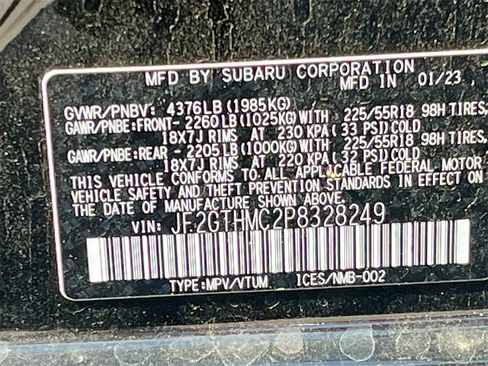 MFD BY SUBARU CORPORATION
MFD IN 01/23
GVWR/PNBV: 4376LB (1985KG)
GAWR/PNBE:FRONT- 2260LB (1025KG)WITH 225/55R18 98H TIRES,
18X7J RIMS AT 230 KPA( 33 PSI)COLD
GAWR/PNBE:REAR - 2205LB (1000KG)WITH 225/55R18 98H TIRES,
18X7J RIMS AT 220 KPA( 32 PSI)COLD
THIS VEHICLE CONFORMS TO ALL APPLICABLE FEDERAL MOTOR
VEHICLE SAFETY AND THEFT PREVENTION STANDARDS IN EFFECT
ON THE DATE OF MANUFACTURE SHOWN ABOVE.
VIN: JF2GTHMC2P8328249
TYPE:MPV/VTUM ICES/NMB-002